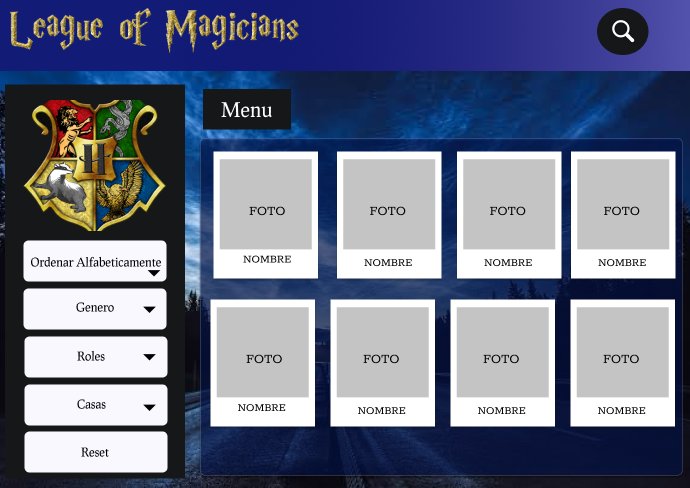 League of Magicians
Menu
H
Ordenar Alfabeticamente
Genero
Roles
Casas
Reset
FOTO FOTO FOTO FOTO
NOMBRE NOMBRE NOMBRE NOMBRE
FOTO FOTO FOTO FOTO
NOMBRE NOMBRE NOMBRE NOMBRE